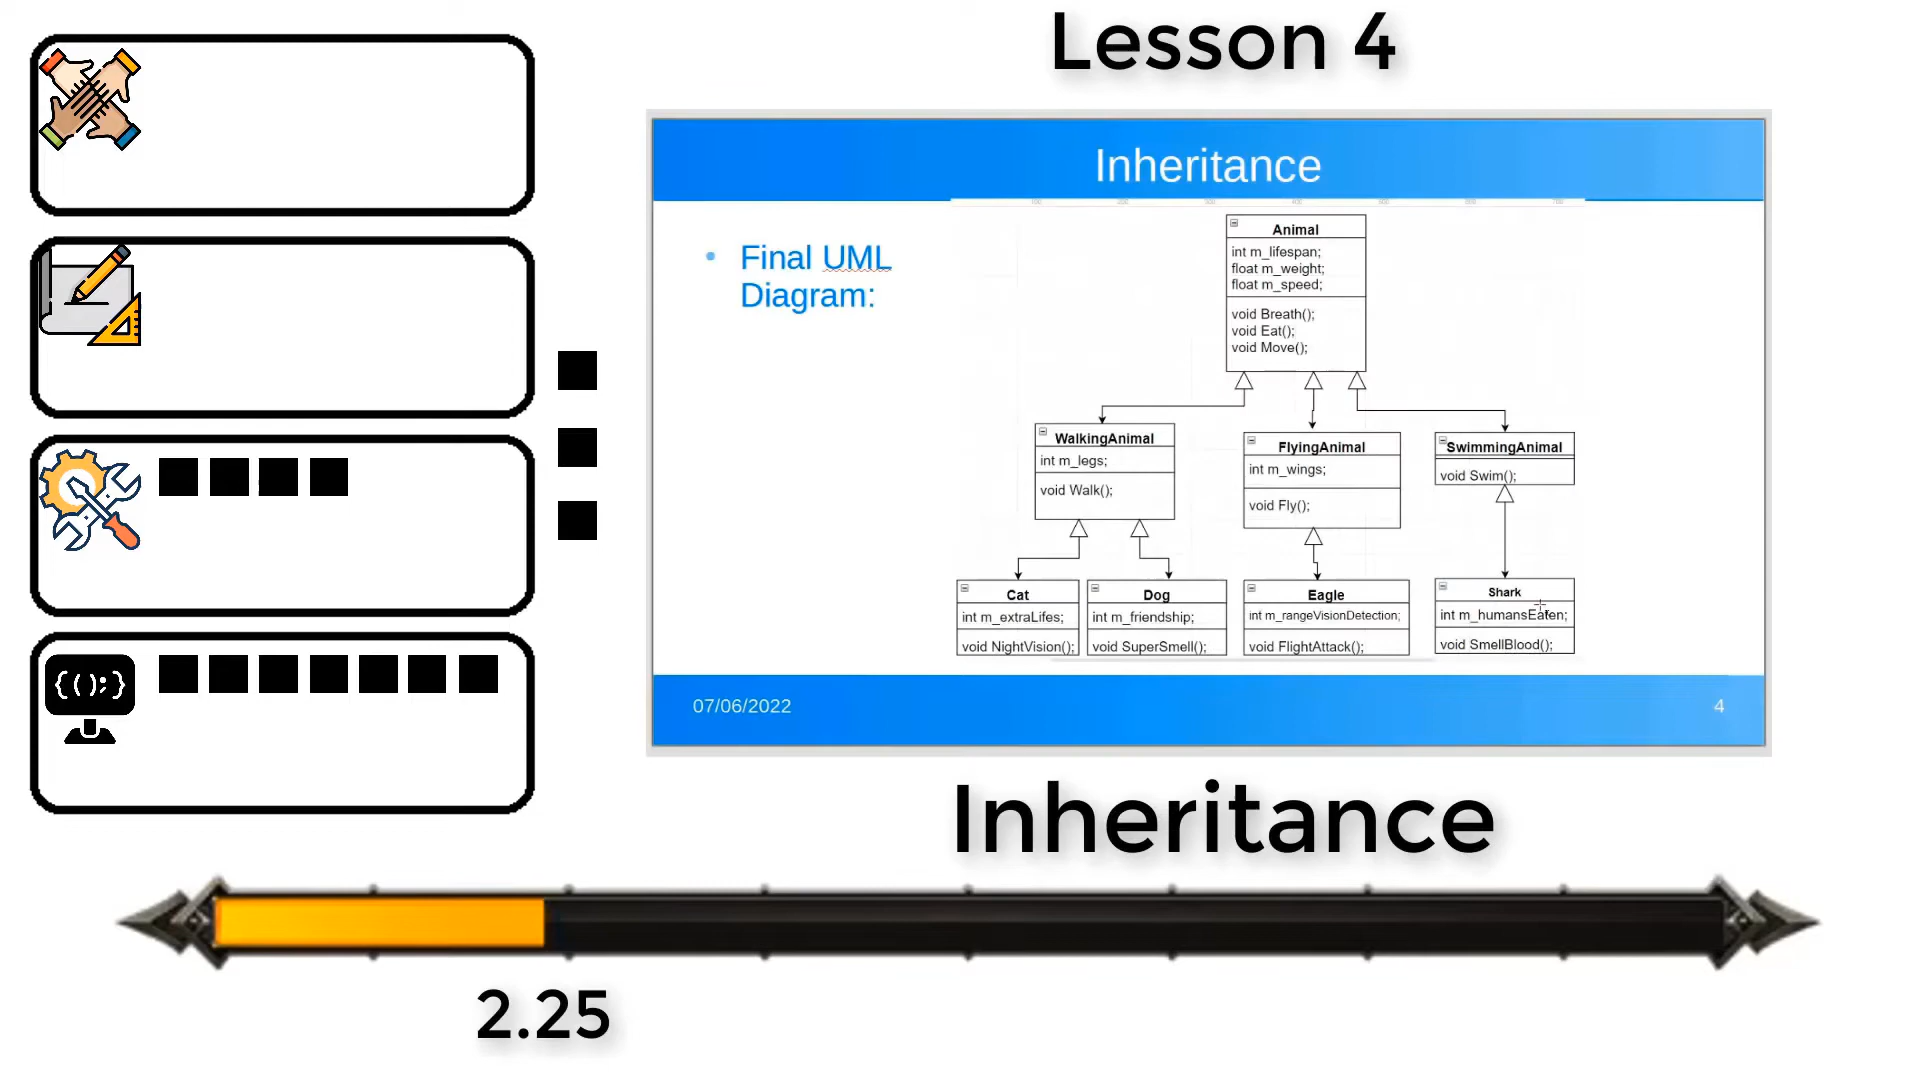 Lesson 4
Inheritance
• Final UML
Diagram:
Animal
int m_lifespan;
float m_weight;
float m_speed;
void Breath();
void Eat();
void Move();
WalkingAnimal
int m_legs;
void Walk();
FlyingAnimal
int m_wings;
void Fly();
SwimmingAnimal
void Swim();
Cat
int m_extraLifes;
void NightVision();
Dog
int m_friendship;
void SuperSmell();
Eagle
int m_rangeVisionDetection;
void FlightAttack();
Shark
int m_humansEaten;
void SmellBlood();
{();}
07/06/2022
4
Inheritance
2.25